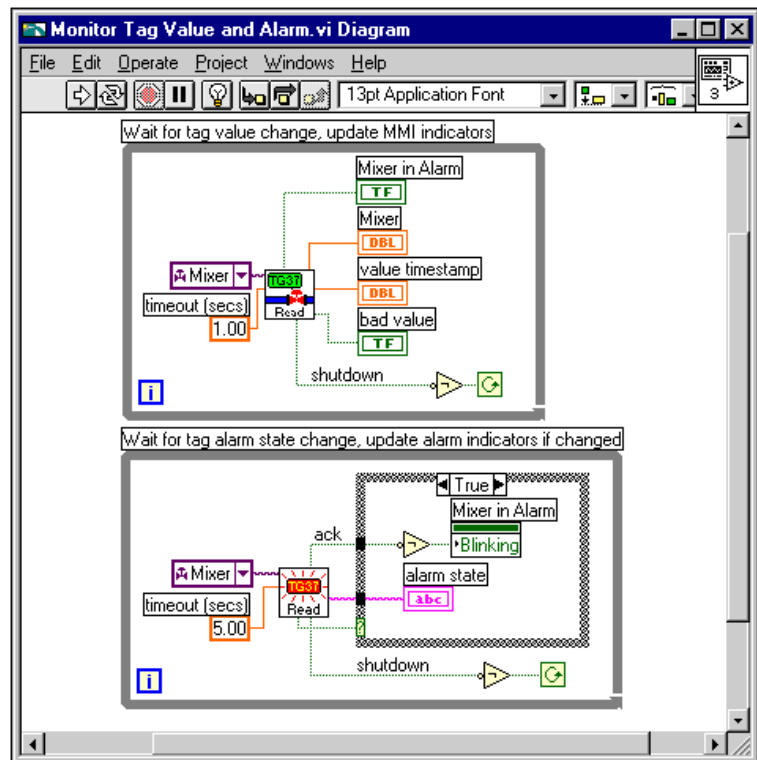 Monitor Tag Value and Alarm.vi Diagram
File Edit Operate Project Windows Help
13pt Application Font
3
Wait for tag value change, update MMI indicators
Mixer in Alarm
TF
Mixer
DBL
Mixer
TG37
Read
value timestamp
DBL
timeout (secs)
1.00
bad value
TF
shutdown
i
Wait for tag alarm state change, update alarm indicators if changed
True
Mixer in Alarm
ack
Blinking
Mixer
TG37
Read
alarm state
abc
timeout (secs)
5.00
?
shutdown
i